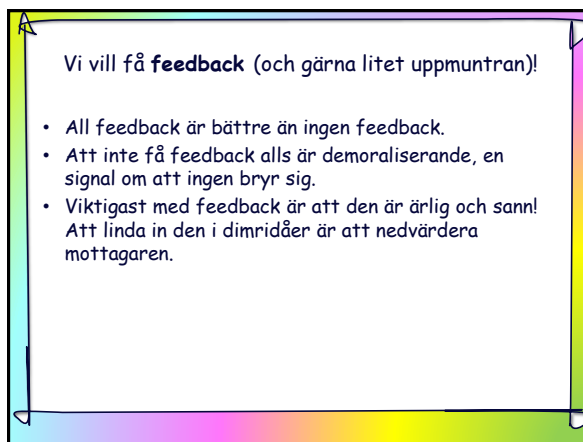 Vi vill få feedback (och gärna litet uppmuntran)!
• All feedback är bättre än ingen feedback.
• Att inte få feedback alls är demoraliserande, en
signal om att ingen bryr sig.
• Viktigast med feedback är att den är ärlig och sann!
Att linda in den i dimridåer är att nedvärdera
mottagaren.